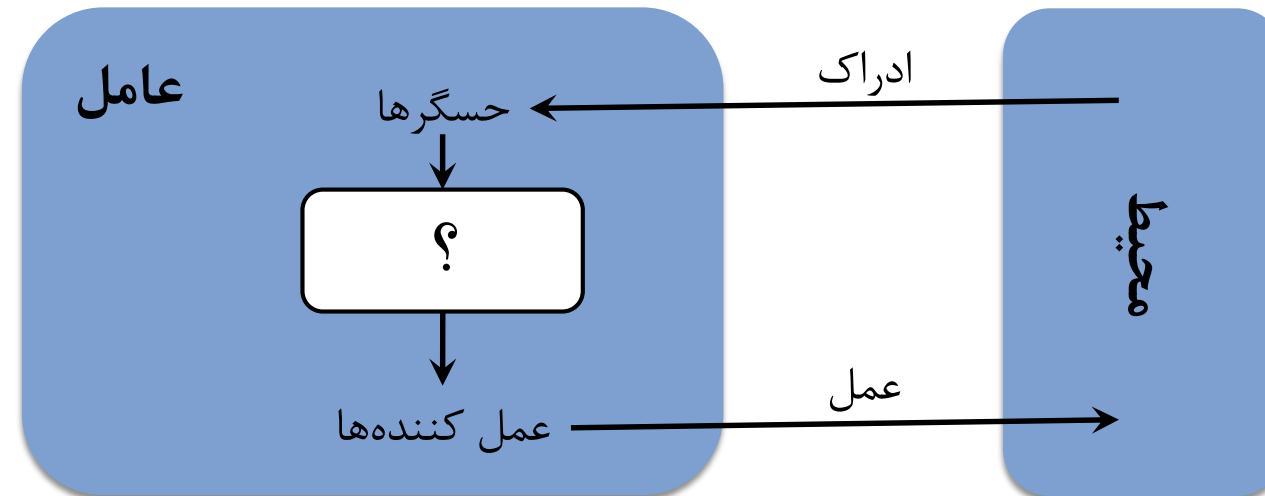 عامل
حسگرها
؟
عمل کننده‌ها
ادراک
عمل
محیط